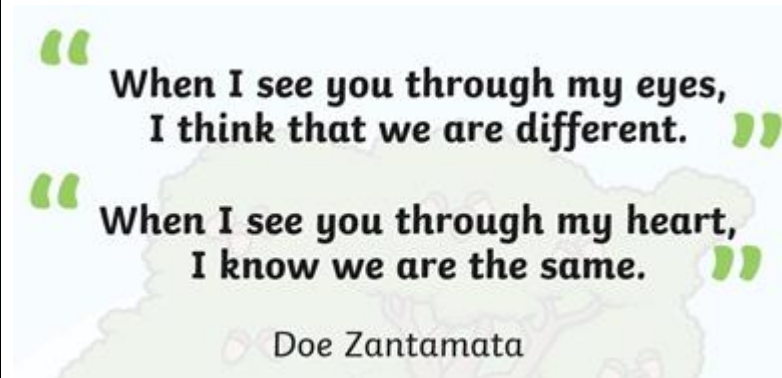 “ When I see you through my eyes,
I think that we are different. ”
“ When I see you through my heart,
I know we are the same. ”
Doe Zantamata